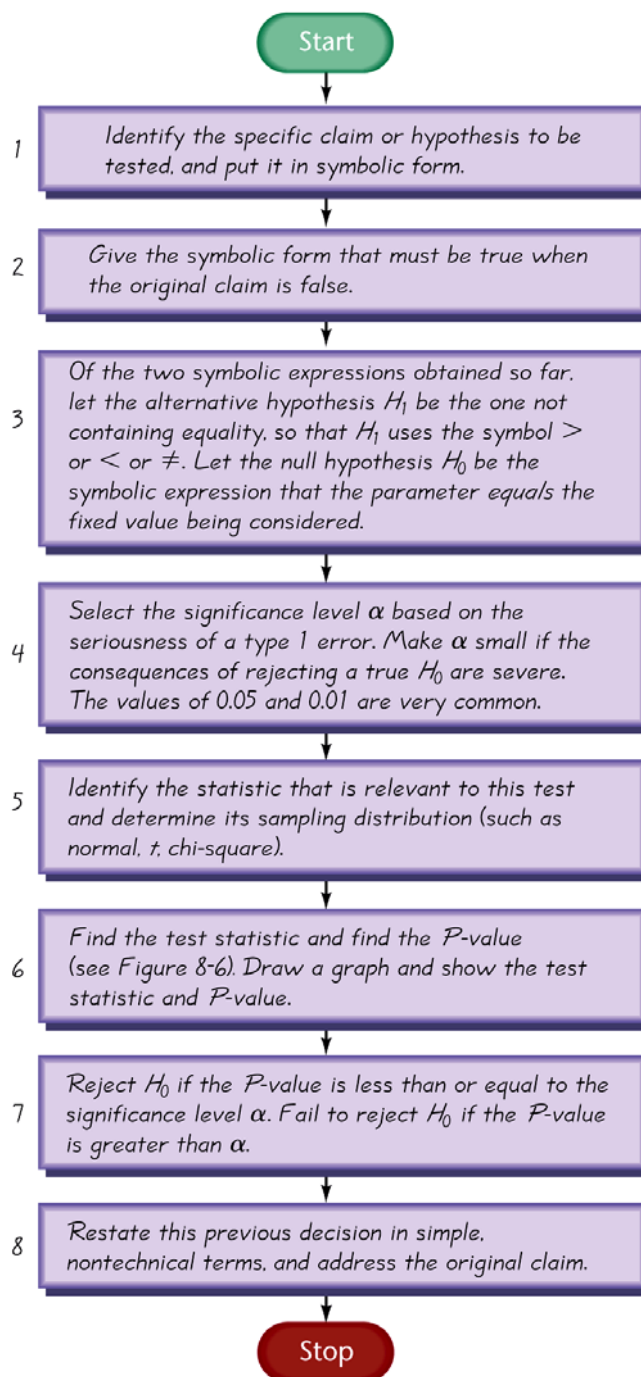 Start
1
Identify the specific claim or hypothesis to be
tested, and put it in symbolic form.
2
Give the symbolic form that must be true when
the original claim is false.
3
Of the two symbolic expressions obtained so far,
let the alternative hypothesis H₁ be the one not
containing equality, so that H₁ uses the symbol >
or < or ≠. Let the null hypothesis H₀ be the
symbolic expression that the parameter equals the
fixed value being considered.
4
Select the significance level α based on the
seriousness of a type 1 error. Make α small if the
consequences of rejecting a true H₀ are severe.
The values of 0.05 and 0.01 are very common.
5
Identify the statistic that is relevant to this test
and determine its sampling distribution (such as
normal, t, chi-square).
6
Find the test statistic and find the P-value
(see Figure 8-6). Draw a graph and show the test
statistic and P-value.
7
Reject H₀ if the P-value is less than or equal to the
significance level α. Fail to reject H₀ if the P-value
is greater than α.
8
Restate this previous decision in simple,
nontechnical terms, and address the original claim.
Stop